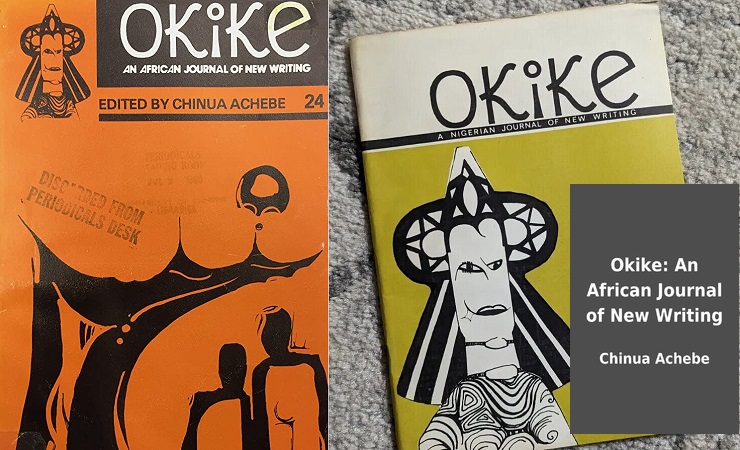 OKiKe
AN AFRICAN JOURNAL OF NEW WRITING
EDITED BY CHINUA ACHEBE 24
DISCARDED FROM
PERIODICALS DESK
OKiKe
A NIGERIAN JOURNAL OF NEW WRITING
Okike: An
African Journal
of New Writing
Chinua Achebe